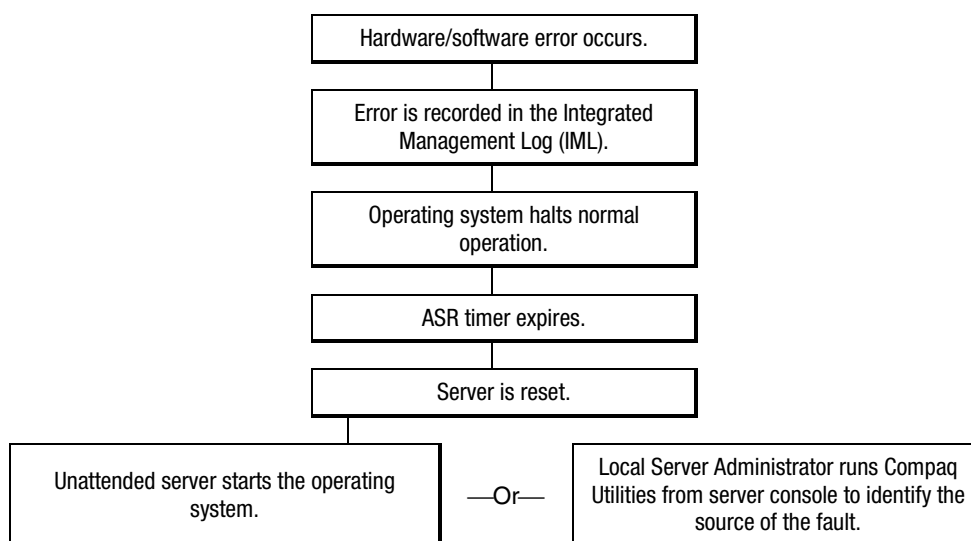 Hardware/software error occurs.
Error is recorded in the Integrated
Management Log (IML).
Operating system halts normal
operation.
ASR timer expires.
Server is reset.
Unattended server starts the operating
system.
—Or—
Local Server Administrator runs Compaq
Utilities from server console to identify the
source of the fault.